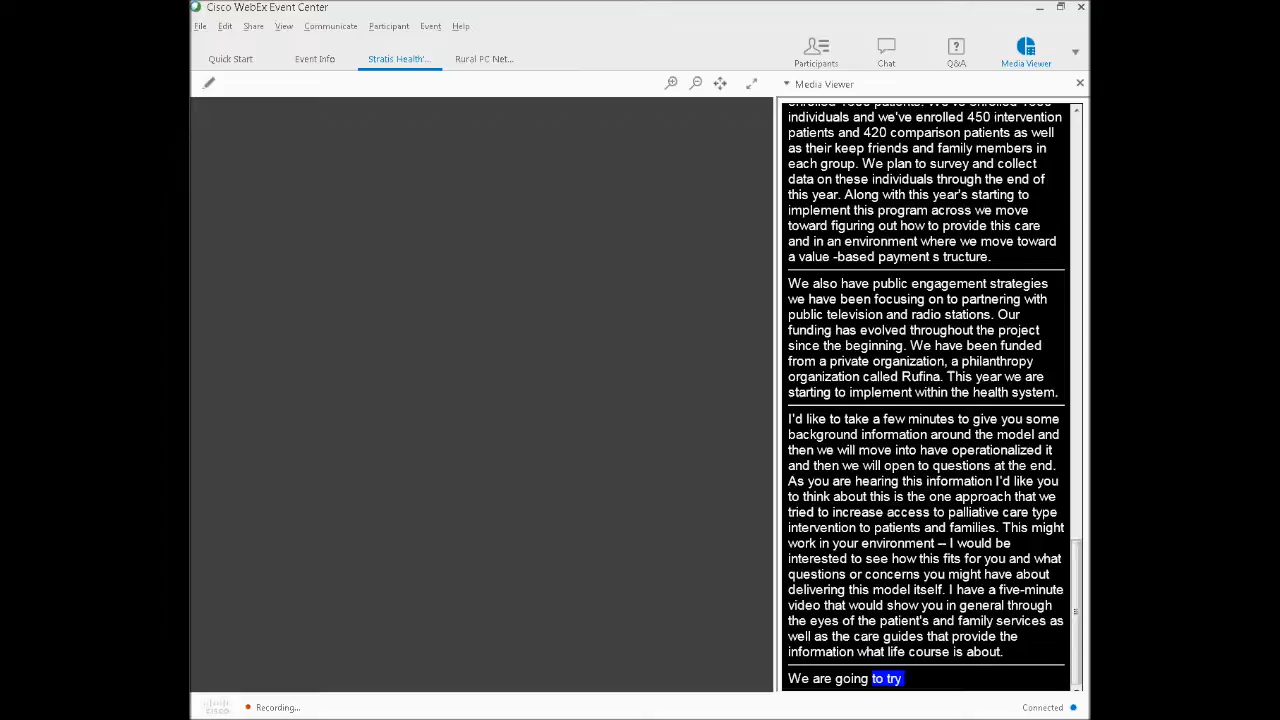 Cisco WebEx Event Center
File Edit Share View Communicate Participant Event Help
Quick Start Event Info Stratis Health'... Rural PC Net...
Participants Chat Q&A Media Viewer
Media Viewer
individuals and we've enrolled 450 intervention
patients and 420 comparison patients as well
as their keep friends and family members in
each group. We plan to survey and collect
data on these individuals through the end of
this year. Along with this year's starting to
implement this program across we move
toward figuring out how to provide this care
and in an environment where we move toward
a value -based payment s tructure.
We also have public engagement strategies
we have been focusing on to partnering with
public television and radio stations. Our
funding has evolved throughout the project
since the beginning. We have been funded
from a private organization, a philanthropy
organization called Rufina. This year we are
starting to implement within the health system.
I'd like to take a few minutes to give you some
background information around the model and
then we will move into have operationalized it
and then we will open to questions at the end.
As you are hearing this information I'd like you
to think about this is the one approach that we
tried to increase access to palliative care type
intervention to patients and families. This might
work in your environment – I would be
interested to see how this fits for you and what
questions or concerns you might have about
delivering this model itself. I have a five-minute
video that would show you in general through
the eyes of the patient's and family services as
well as the care guides that provide the
information what life course is about.
We are going to try
cisco Recording... Connected